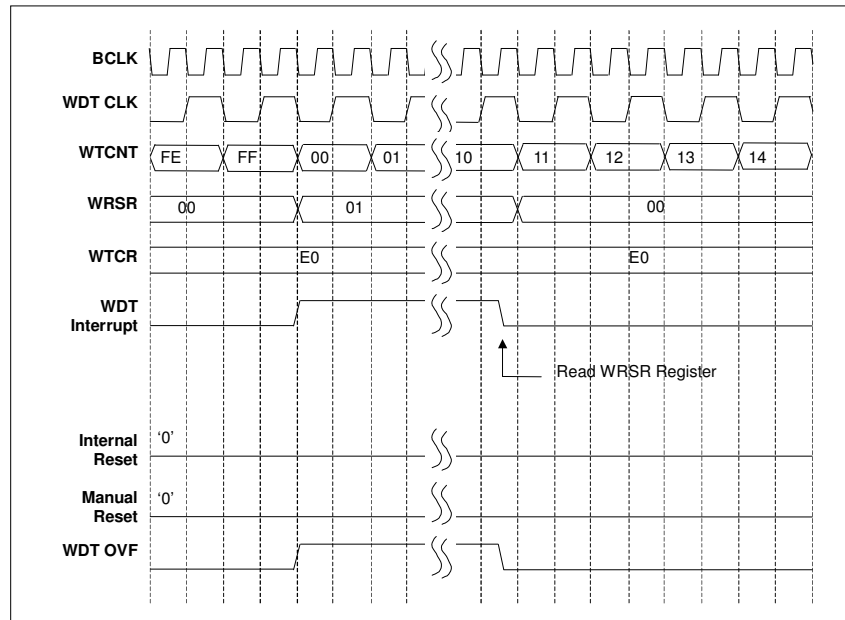 BCLK
WDT CLK
WTCNT FE FF 00 01 10 11 12 13 14
WRSR 00 01 00
WTCR E0 E0
WDT
Interrupt
Read WRSR Register
Internal
Reset
'0'
Manual
Reset
'0'
WDT OVF